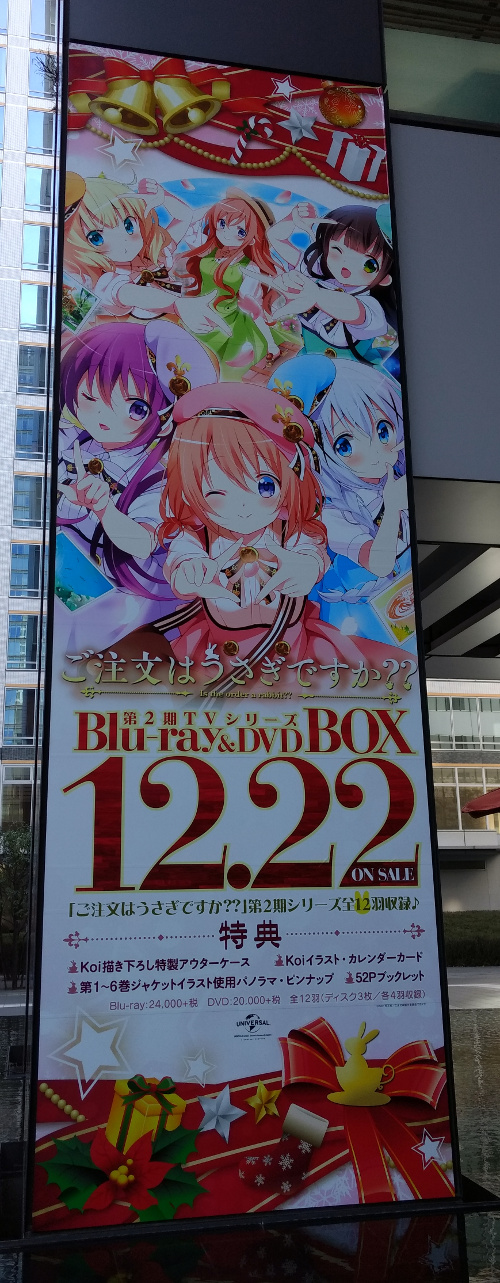 ご注文はうさぎですか??
Is the order a rabbit??
第2期TVシリーズ
Blu-ray&DVD BOX
12.22
ON SALE
「ご注文はうさぎですか??」第2期シリーズ全12羽収録♪
特典
Koi描き下ろし特製アウターケース
Koiイラスト・カレンダーカード
第1~6巻ジャケットイラスト使用パノラマ・ピンナップ
52Pブックレット
Blu-ray:24,000+税 DVD:20,000+税 全12羽(ディスク3枚/各4羽収録)
UNIVERSAL